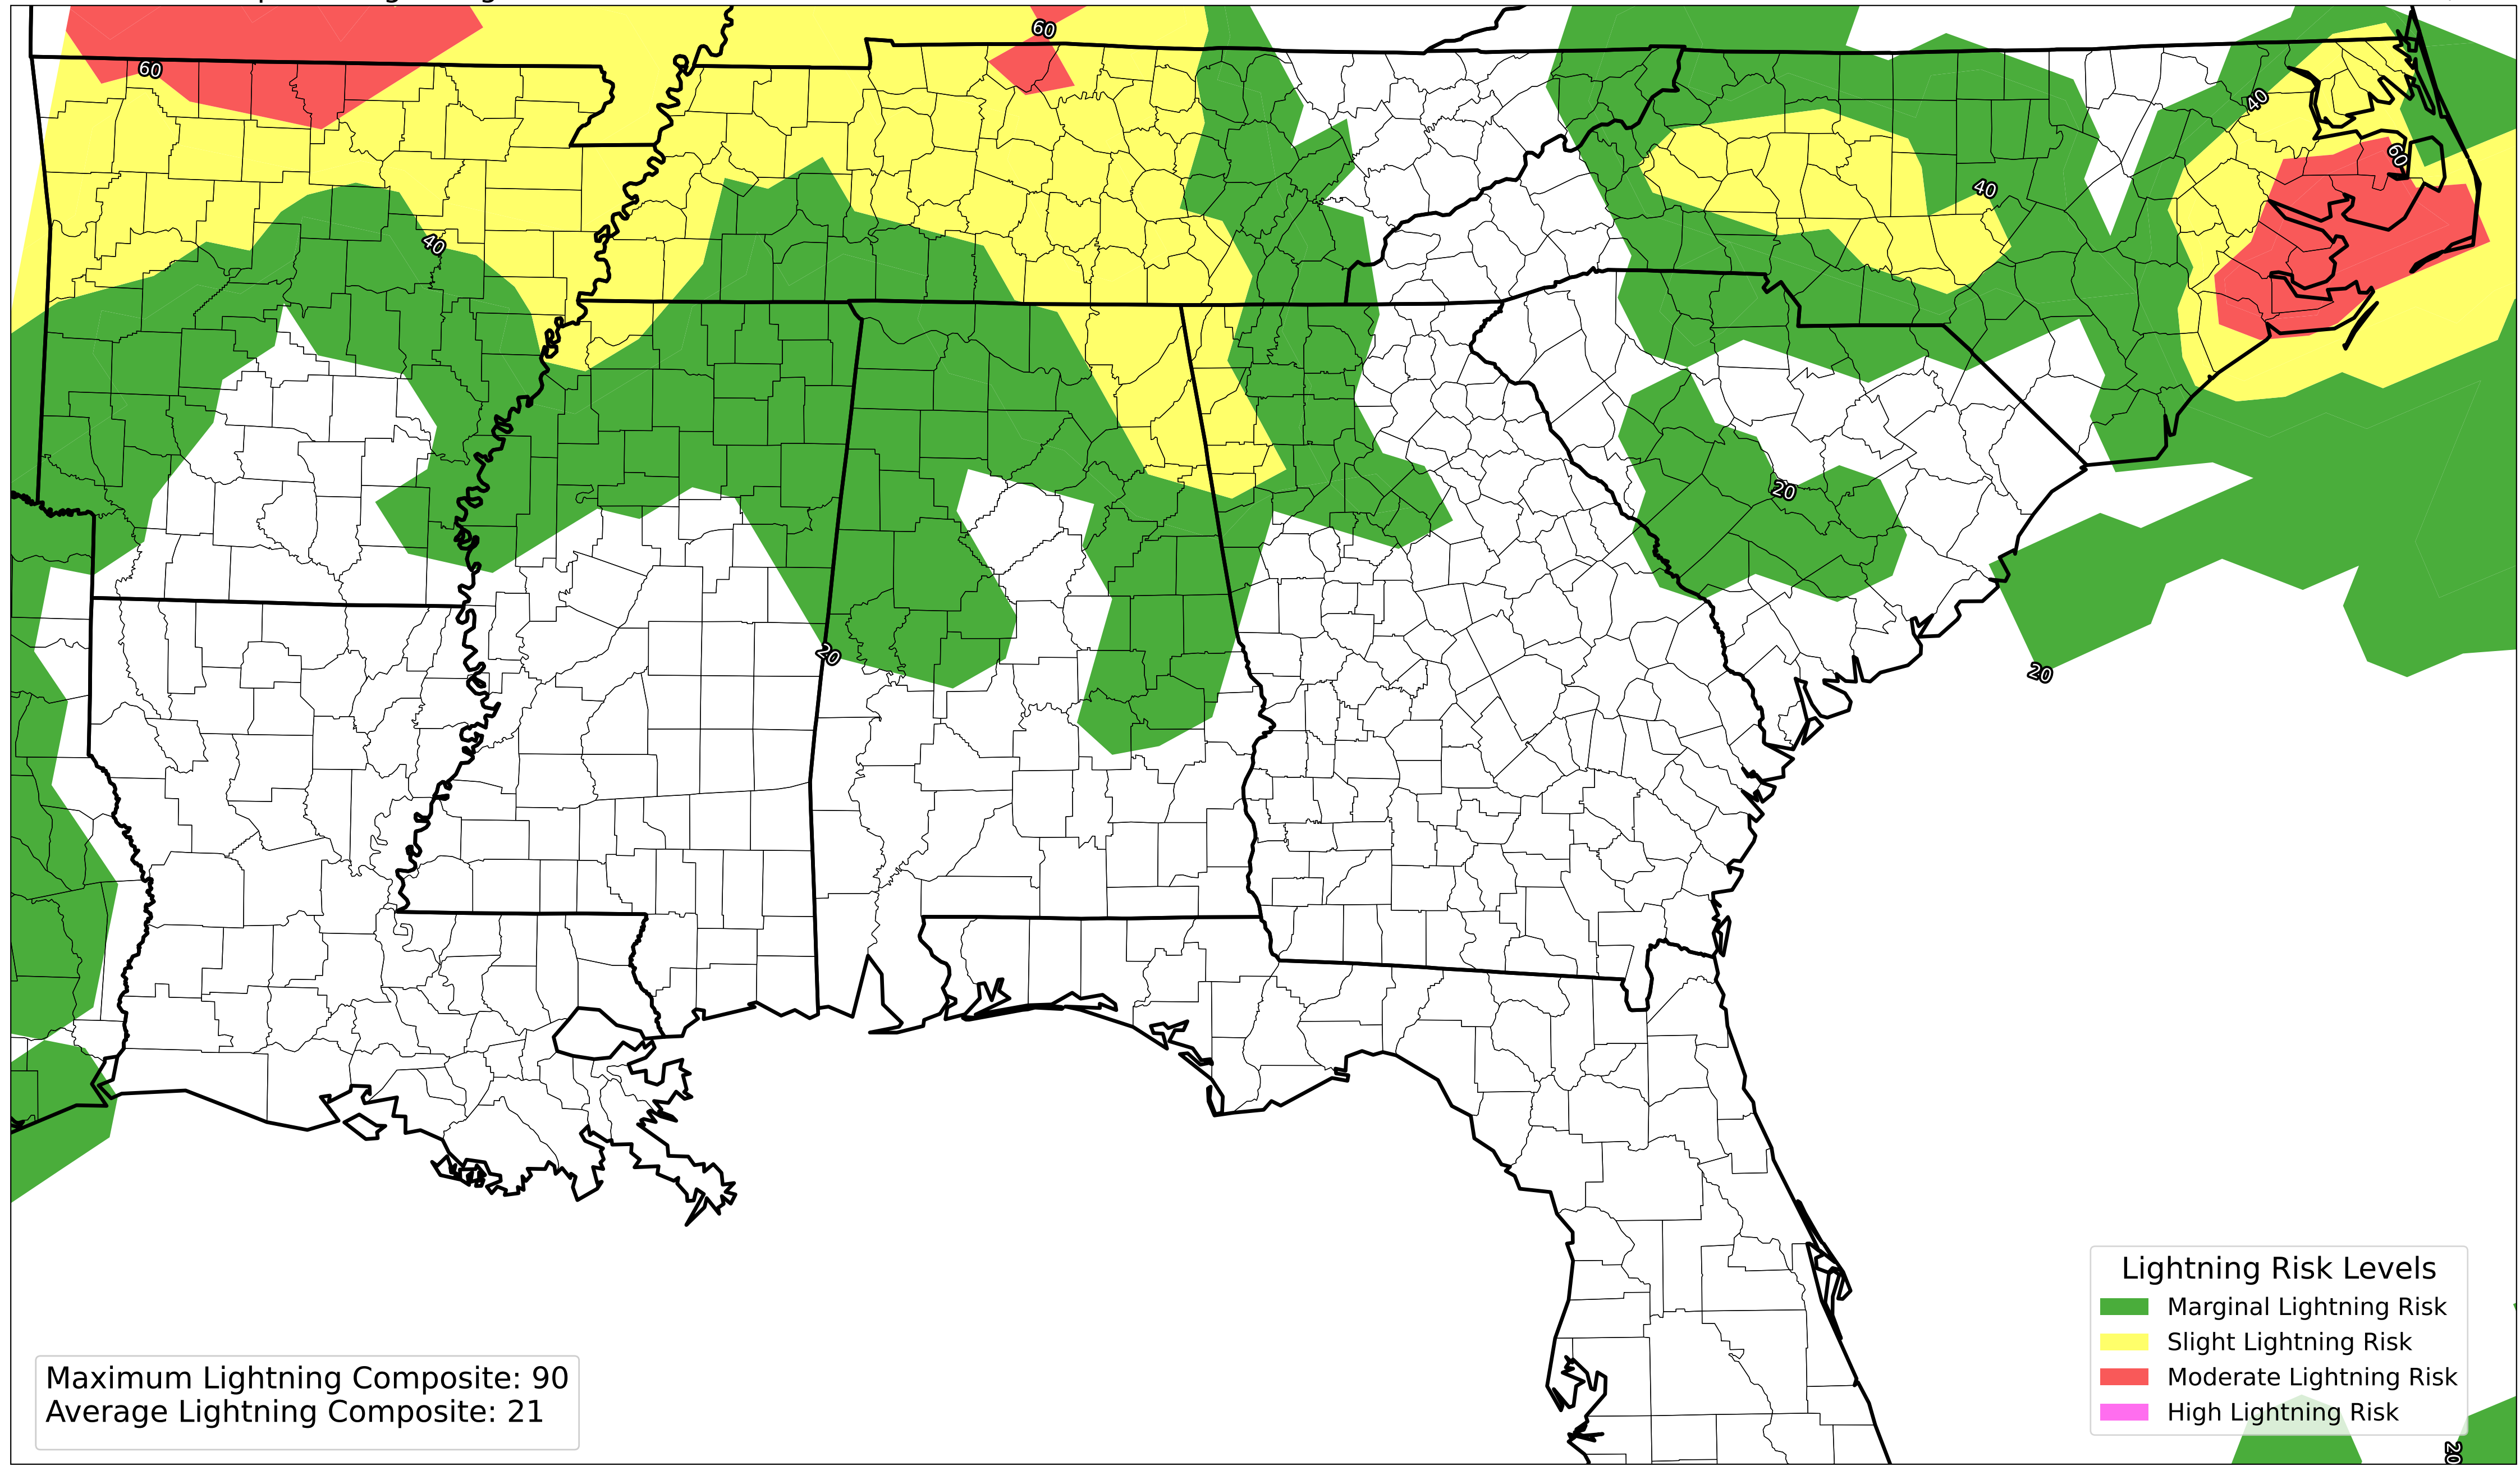 60
60
40
60
40
40
20
20
20
Lightning Risk Levels
Marginal Lightning Risk
Slight Lightning Risk
Moderate Lightning Risk
High Lightning Risk
Maximum Lightning Composite: 90
Average Lightning Composite: 21
20